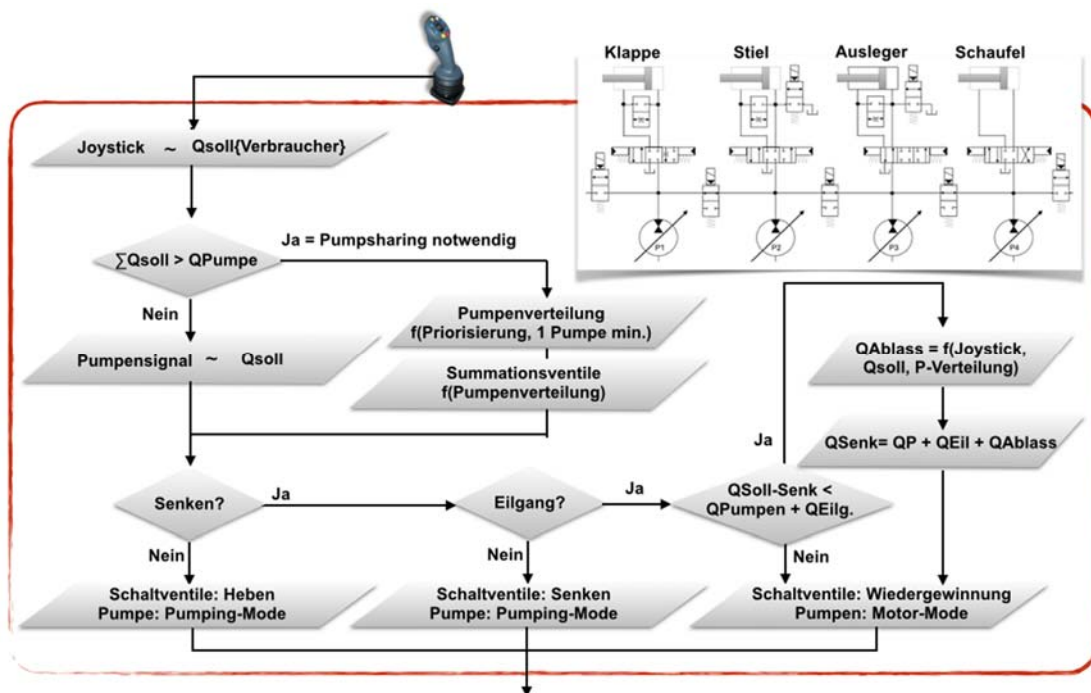 Klappe Stiel Ausleger Schaufel
P1 P2 P3 P4
Joystick ~ Qsoll{Verbraucher}
∑Qsoll > QPumpe
Ja = Pumpsharing notwendig
Nein
Pumpenverteilung
f(Priorisierung, 1 Pumpe min.)
Pumpensignal ~ Qsoll
Summationsventile
f(Pumpenverteilung)
QAblass = f(Joystick,
Qsoll, P-Verteilung)
Ja
QSenk= QP + QEil + QAblass
Senken?
Ja
Eilgang?
Ja
QSoll-Senk <
QPumpen + QEilg.
Nein
Nein
Nein
Schaltventile: Heben
Pumpe: Pumping-Mode
Schaltventile: Senken
Pumpe: Pumping-Mode
Schaltventile: Wiedergewinnung
Pumpen: Motor-Mode